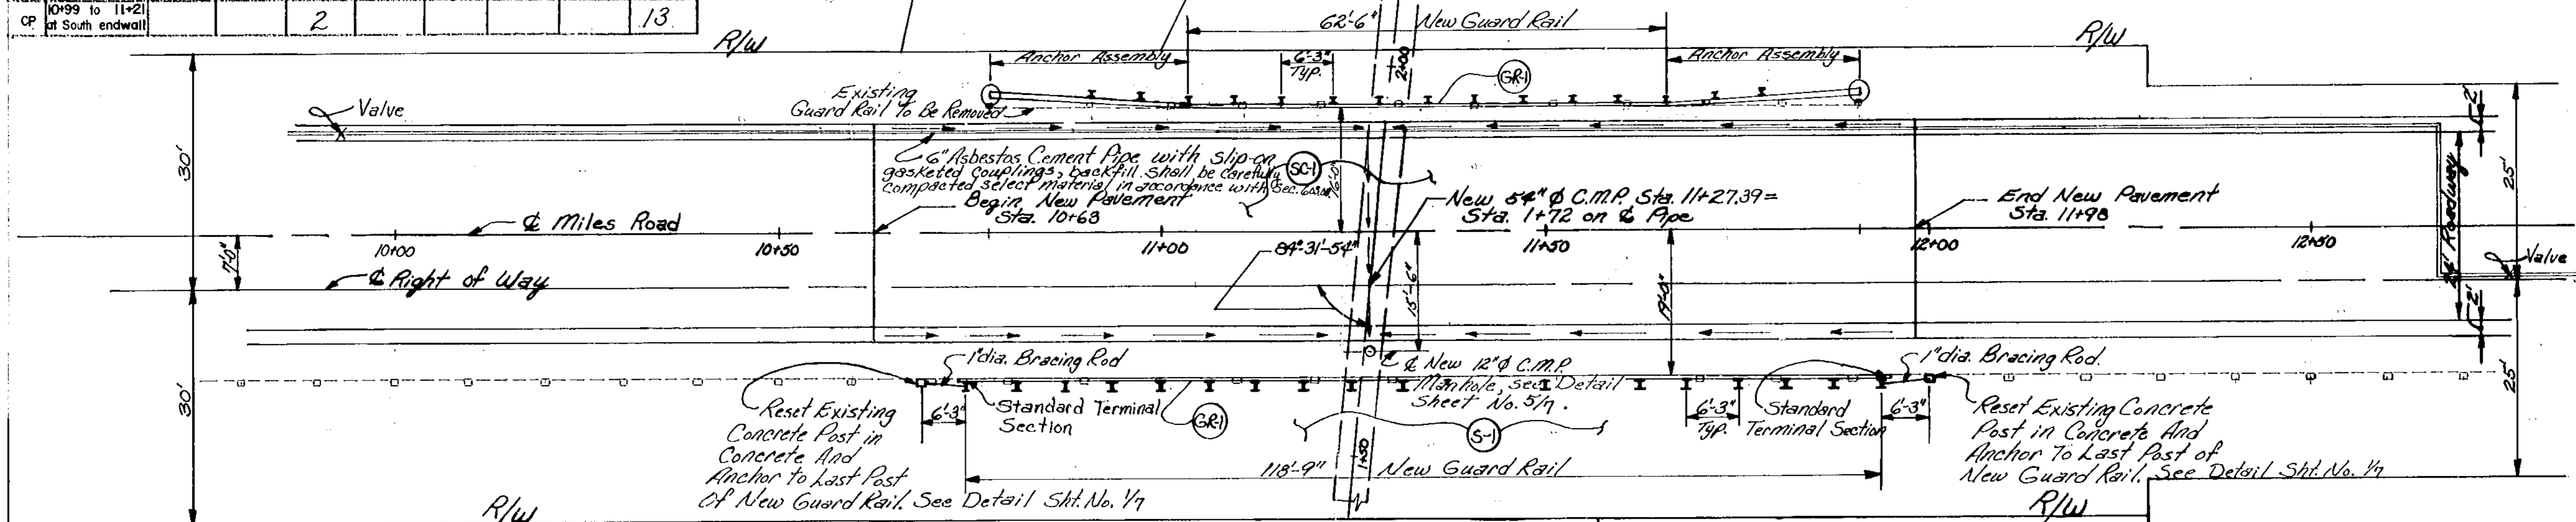 CP 10+99 to 11+21 at South endwall 2 13
R/W
62'-6" New Guard Rail
R/W
Anchor Assembly
6'-3" Typ.
2+00
Anchor Assembly
GR-1
Existing
Guard Rail To Be Removed
Valve
2'
30'
6" Asbestos Cement Pipe with slip-on
gasketed couplings, backfill shall be carefully
compacted select material in accordance with Sec.
SC-1
16'-0"
25'
24' Roadway
Begin New Pavement
Sta. 10+63
New 54" ϕ C.M.P. Sta. 11+27.39=
Sta. 1+72 on ℄ Pipe
End New Pavement
Sta. 11+98
℄ Miles Road
10+00
10+50
11+00
84°-31'-54"
11+50
12+00
12+50
7'-0"
℄ Right of Way
15'-6"
19'-0"
Valve
2'
1" dia. Bracing Rod
℄ New 12" ϕ C.M.P.
Manhole, see Detail
Sheet No. 5/7.
1" dia. Bracing Rod.
30'
25'
Reset Existing
Concrete Post in
Concrete And
Anchor To Last Post
Of New Guard Rail. See Detail Sht. No. 1/7
6'-3"
Standard Terminal
Section
GR-1
S-1
6'-3"
Typ.
Standard
Terminal Section
6'-3"
Reset Existing Concrete
Post in Concrete And
Anchor To Last Post of
New Guard Rail. See Detail Sht. No. 1/7
118'-9" New Guard Rail
1+50
R/W
R/W